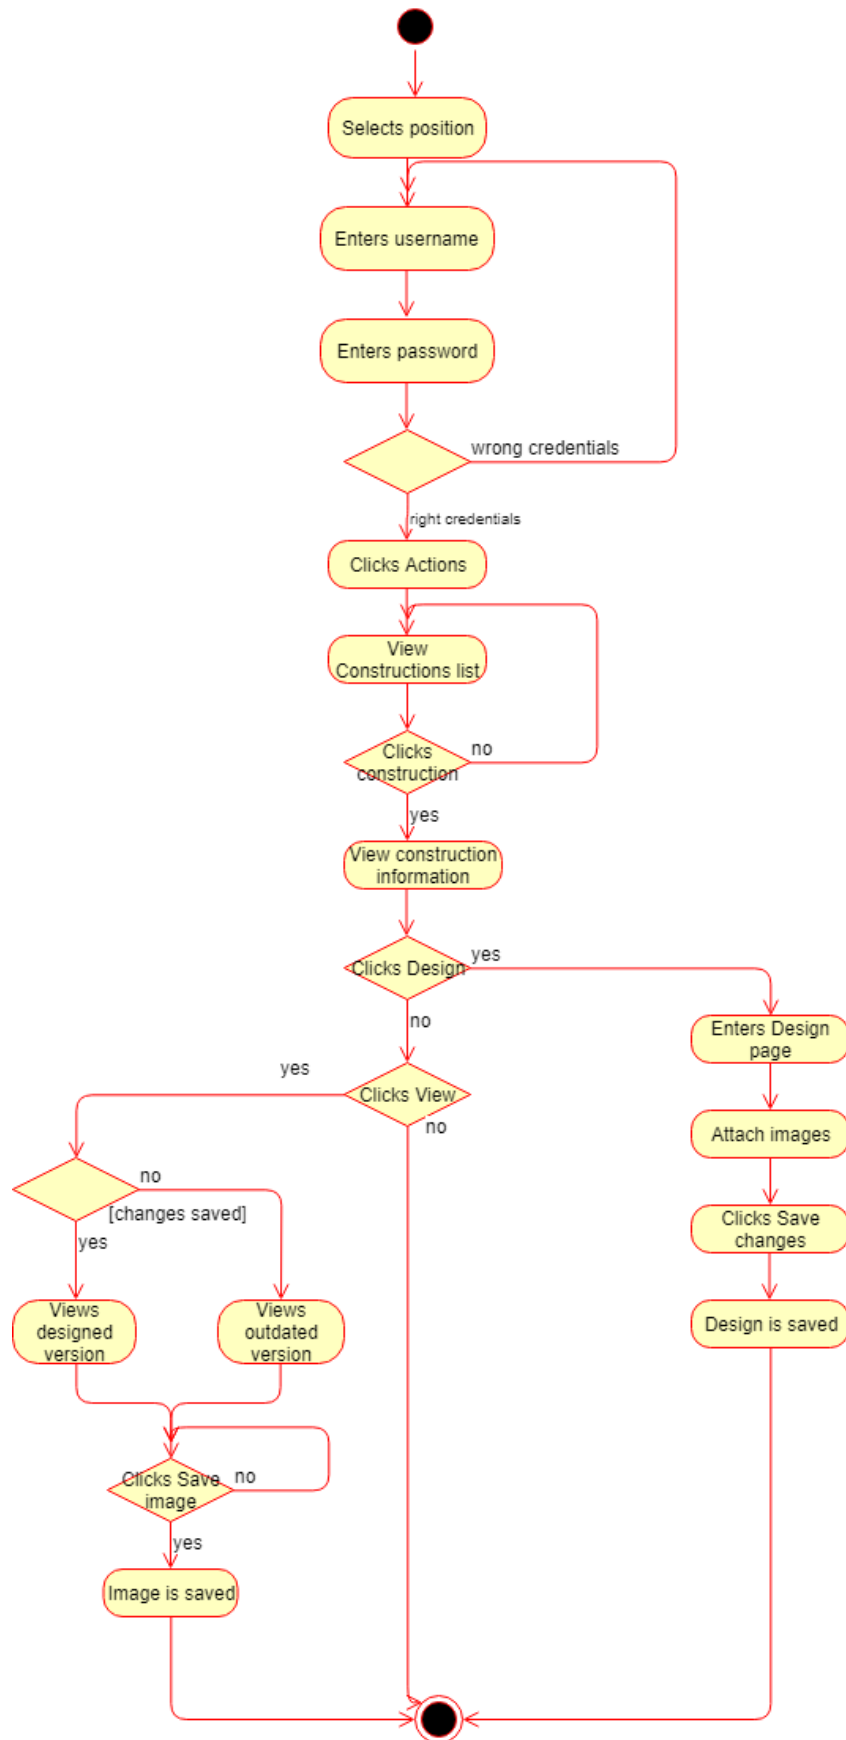 Selects position
Enters username
Enters password
wrong credentials
right credentials
Clicks Actions
View
Constructions list
Clicks
construction
no
yes
View construction
information
Clicks Design
yes
no
Enters Design
page
yes
Clicks View
no
Attach images
no
[changes saved]
yes
Clicks Save
changes
Views
designed
version
Views
outdated
version
Design is saved
Clicks Save
image
no
yes
Image is saved